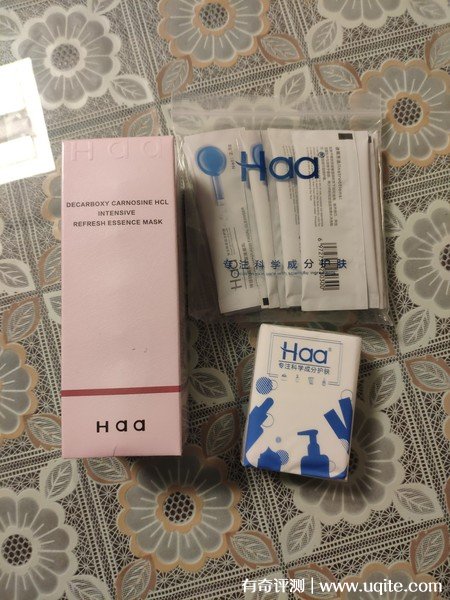 Haa
DECARBOXY CARNOSINE HCL
INTENSIVE
REFRESH ESSENCE MASK
Haa
Haa
专注科学成分护肤
Haa
Haa
专注科学成分护肤
有奇评测 | www.uqite.com